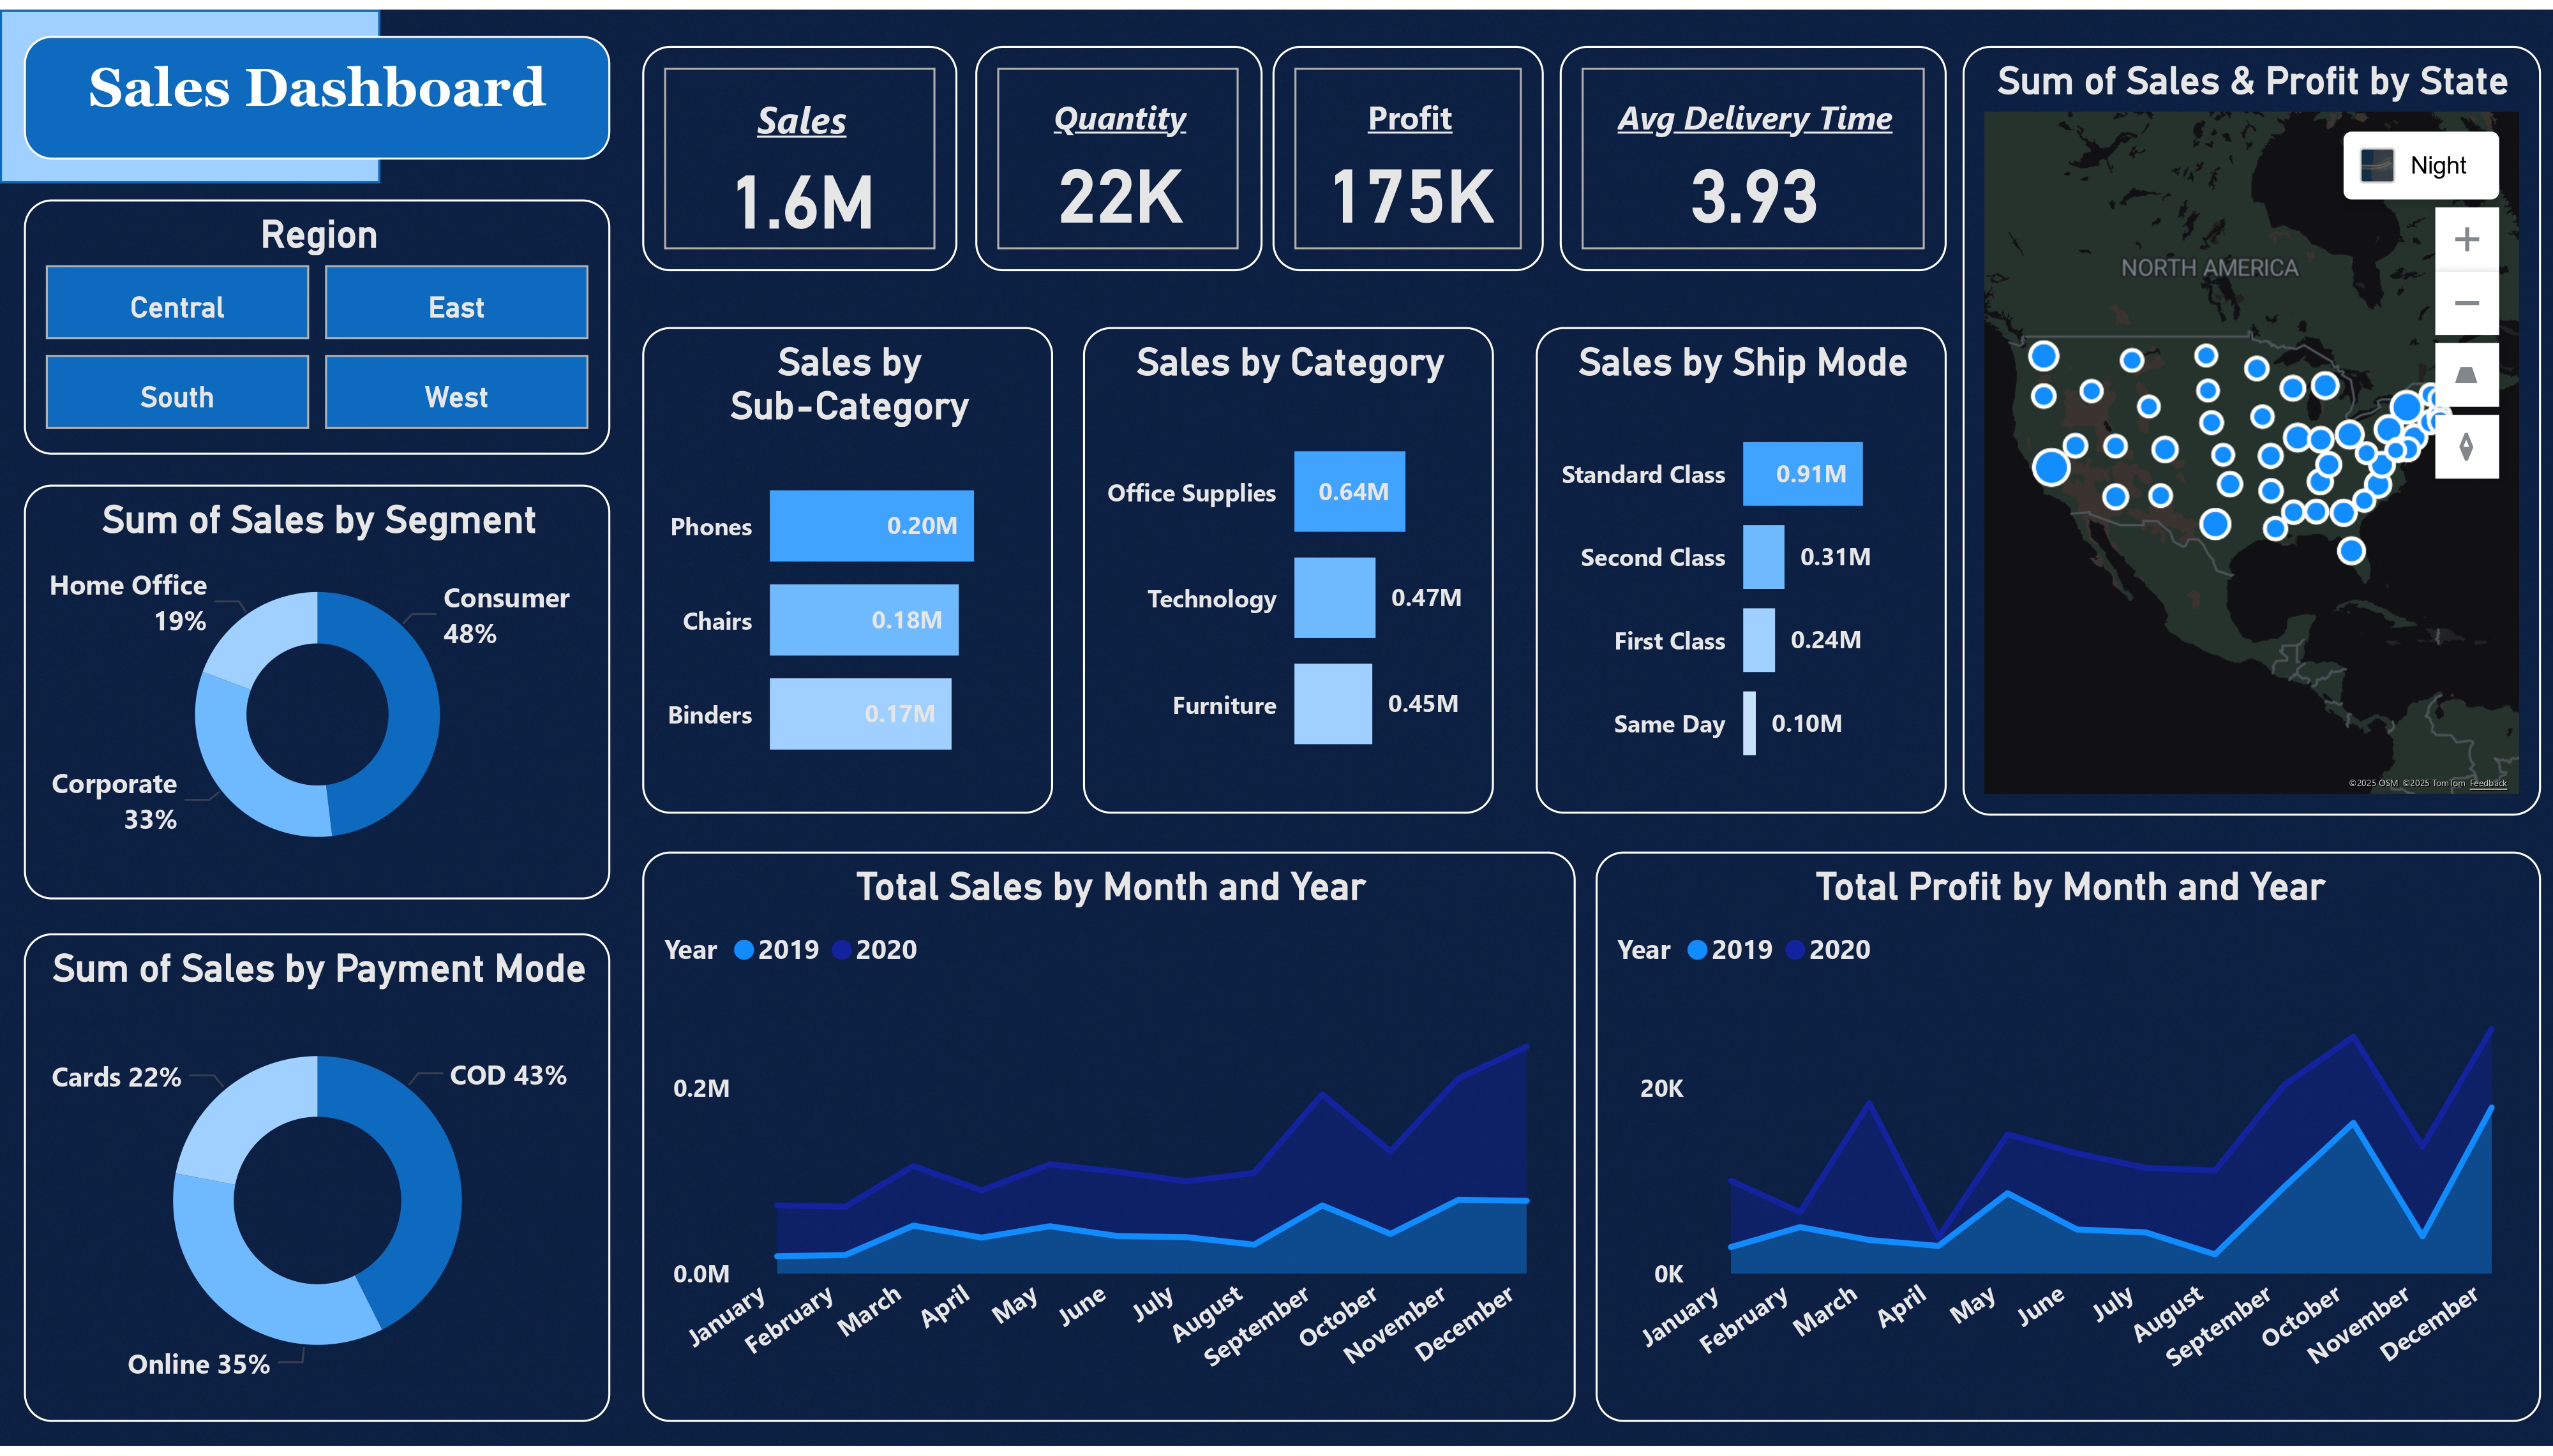 Sales Dashboard
Region
Central
East
South
West
Sum of Sales by Segment
Home Office
19%
Consumer
48%
Corporate
33%
Sum of Sales by Payment Mode
Cards 22%
COD 43%
Online 35%
Sales
1.6M
Quantity
22K
Profit
175K
Avg Delivery Time
3.93
Sales by
Sub-Category
Phones
0.20M
Chairs
0.18M
Binders
0.17M
Sales by Category
Office Supplies
0.64M
Technology
0.47M
Furniture
0.45M
Sales by Ship Mode
Standard Class
0.91M
Second Class
0.31M
First Class
0.24M
Same Day
0.10M
Sum of Sales & Profit by State
Night
NORTH AMERICA
©2025 OSM ©2025 TomTom Feedback
Total Sales by Month and Year
Year 2019 2020
0.2M
0.0M
January
February
March
April
May
June
July
August
September
October
November
December
Total Profit by Month and Year
Year 2019 2020
20K
0K
January
February
March
April
May
June
July
August
September
October
November
December